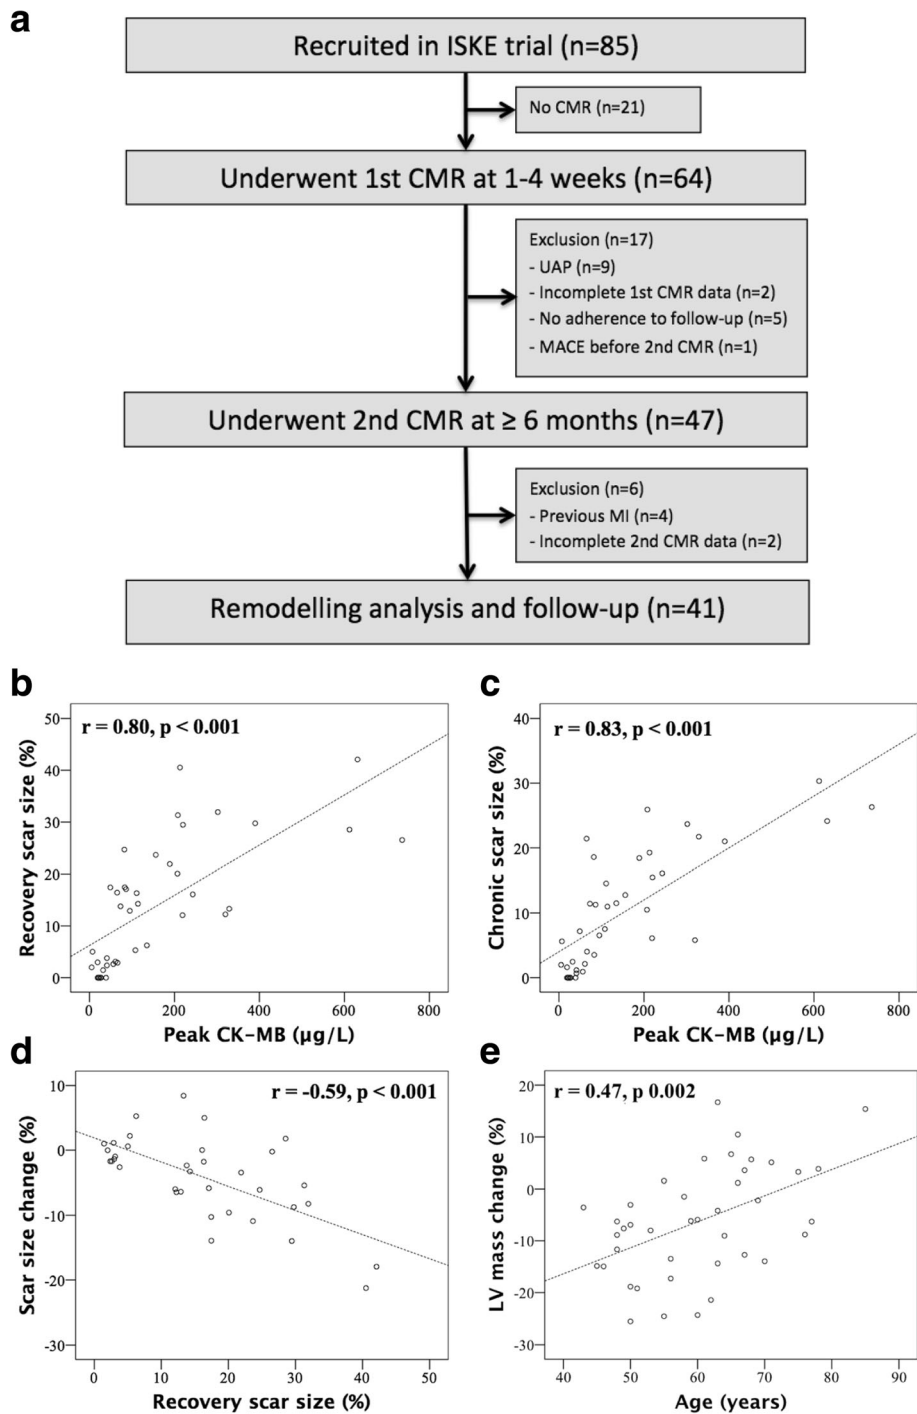 a
Recruited in ISKE trial (n=85)
No CMR (n=21)
Underwent 1st CMR at 1-4 weeks (n=64)
Exclusion (n=17)
- UAP (n=9)
- Incomplete 1st CMR data (n=2)
- No adherence to follow-up (n=5)
- MACE before 2nd CMR (n=1)
Underwent 2nd CMR at ≥ 6 months (n=47)
Exclusion (n=6)
- Previous MI (n=4)
- Incomplete 2nd CMR data (n=2)
Remodelling analysis and follow-up (n=41)
b
r = 0.80, p < 0.001
Recovery scar size (%)
50
40
30
20
10
0
0 200 400 600 800
Peak CK-MB (µg/L)
c
r = 0.83, p < 0.001
Chronic scar size (%)
40
30
20
10
0
0 200 400 600 800
Peak CK-MB (µg/L)
d
r = -0.59, p < 0.001
Scar size change (%)
10
0
-10
-20
-30
0 10 20 30 40 50
Recovery scar size (%)
e
r = 0.47, p 0.002
LV mass change (%)
20
10
0
-10
-20
-30
40 50 60 70 80 90
Age (years)